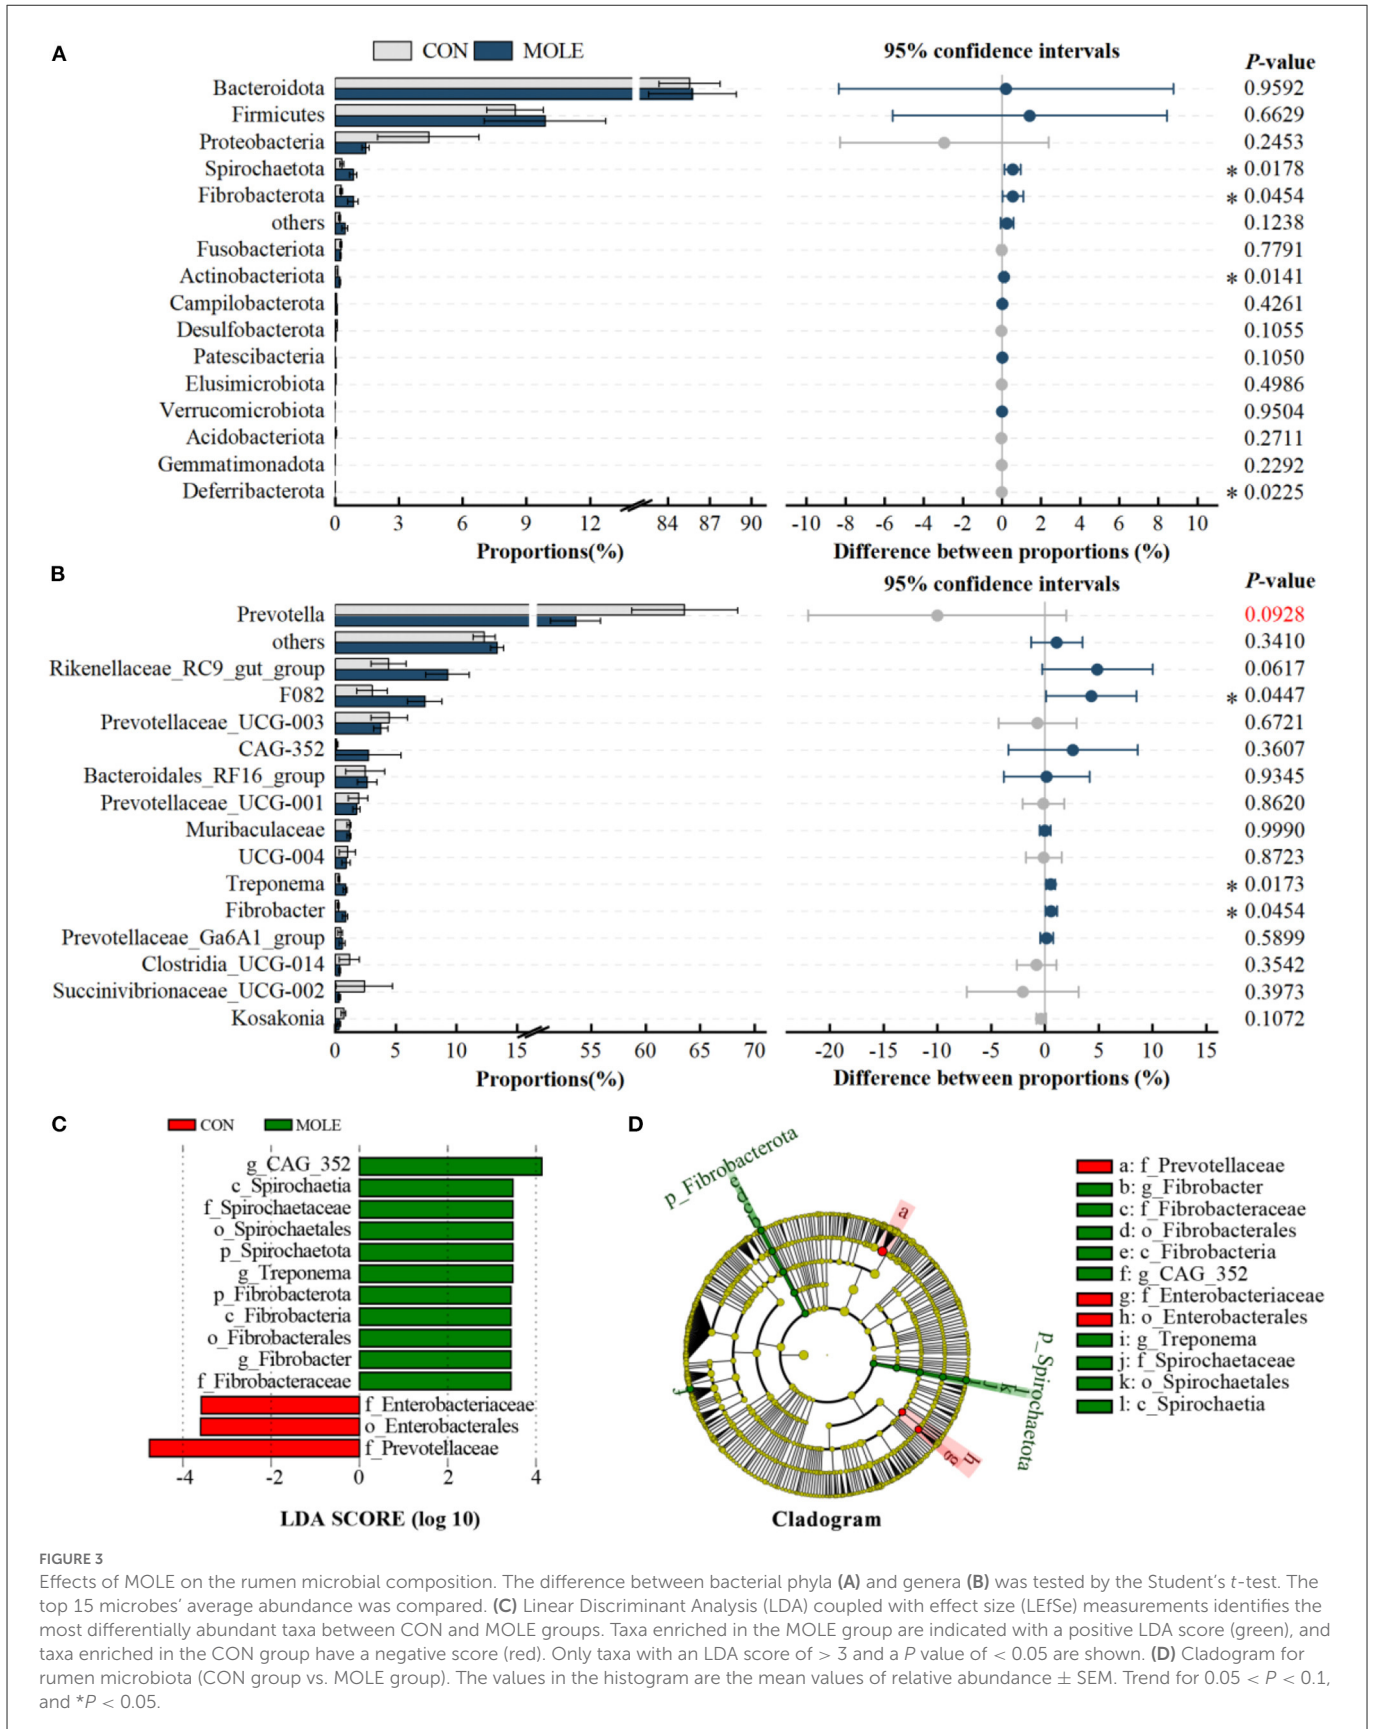 A
CON MOLE
95% confidence intervals
P-value
Bacteroidota 0.9592
Firmicutes 0.6629
Proteobacteria 0.2453
Spirochaetota * 0.0178
Fibrobacterota * 0.0454
others 0.1238
Fusobacteriota 0.7791
Actinobacteriota * 0.0141
Campilobacterota 0.4261
Desulfobacterota 0.1055
Patescibacteria 0.1050
Elusimicrobiota 0.4986
Verrucomicrobiota 0.9504
Acidobacteriota 0.2711
Gemmatimonadota 0.2292
Deferribacterota * 0.0225
0 3 6 9 12 84 87 90 -10 -8 -6 -4 -2 0 2 4 6 8 10
Proportions(%) Difference between proportions (%)
B
95% confidence intervals
P-value
Prevotella 0.0928
others 0.3410
Rikenellaceae_RC9_gut_group 0.0617
F082 * 0.0447
Prevotellaceae_UCG-003 0.6721
CAG-352 0.3607
Bacteroidales_RF16_group 0.9345
Prevotellaceae_UCG-001 0.8620
Muribaculaceae 0.9990
UCG-004 0.8723
Treponema * 0.0173
Fibrobacter * 0.0454
Prevotellaceae_Ga6A1_group 0.5899
Clostridia_UCG-014 0.3542
Succinivibrionaceae_UCG-002 0.3973
Kosakonia 0.1072
0 5 10 15 55 60 65 70 -20 -15 -10 -5 0 5 10 15
Proportions(%) Difference between proportions (%)
C
CON MOLE
g_CAG_352
c_Spirochaetia
f_Spirochaetaceae
o_Spirochaetales
p_Spirochaetota
g_Treponema
p_Fibrobacterota
c_Fibrobacteria
o_Fibrobacterales
g_Fibrobacter
f_Fibrobacteraceae
f_Enterobacteriaceae
o_Enterobacterales
f_Prevotellaceae
-4 -2 0 2 4
LDA SCORE (log 10)
D
p_Fibrobacterota
a
f
p_Spirochaetota
g
h
Cladogram
a: f_Prevotellaceae
b: g_Fibrobacter
c: f_Fibrobacteraceae
d: o_Fibrobacterales
e: c_Fibrobacteria
f: g_CAG_352
g: f_Enterobacteriaceae
h: o_Enterobacterales
i: g_Treponema
j: f_Spirochaetaceae
k: o_Spirochaetales
l: c_Spirochaetia
FIGURE 3
Effects of MOLE on the rumen microbial composition. The difference between bacterial phyla (A) and genera (B) was tested by the Student's t-test. The
top 15 microbes' average abundance was compared. (C) Linear Discriminant Analysis (LDA) coupled with effect size (LEfSe) measurements identifies the
most differentially abundant taxa between CON and MOLE groups. Taxa enriched in the MOLE group are indicated with a positive LDA score (green), and
taxa enriched in the CON group have a negative score (red). Only taxa with an LDA score of > 3 and a P value of < 0.05 are shown. (D) Cladogram for
rumen microbiota (CON group vs. MOLE group). The values in the histogram are the mean values of relative abundance ± SEM. Trend for 0.05 < P < 0.1,
and *P < 0.05.